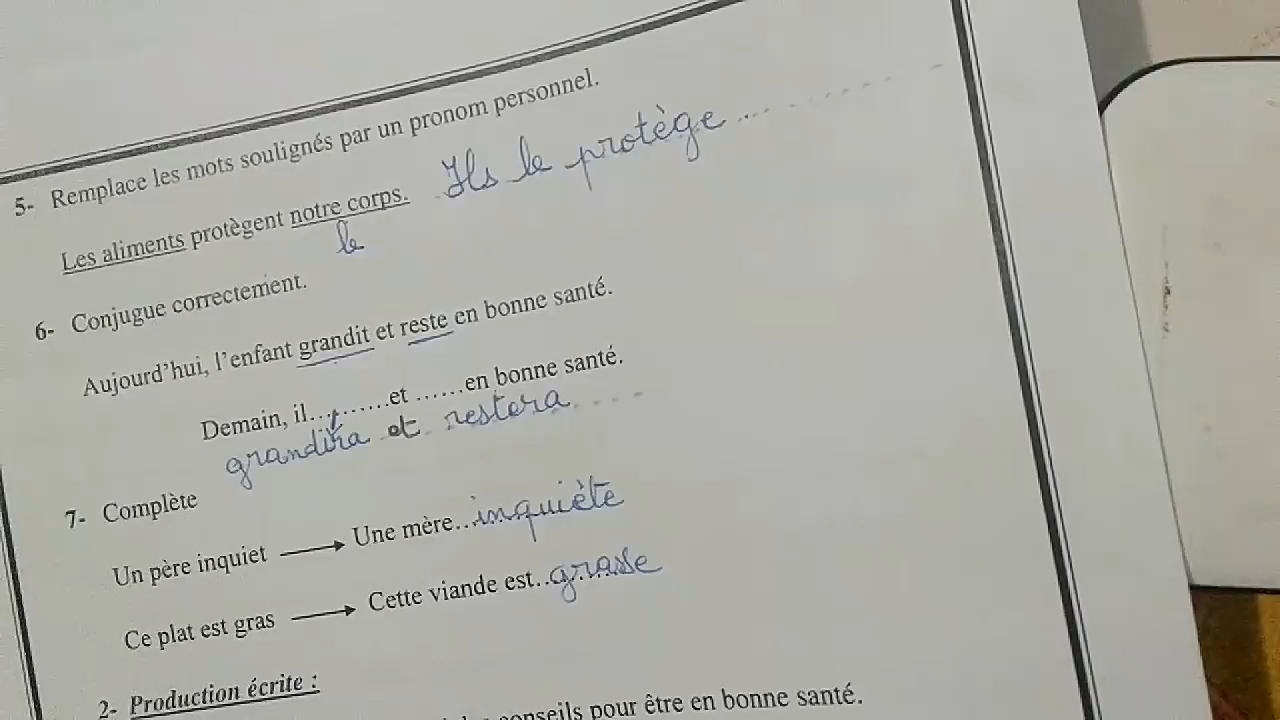 5- Remplace les mots soulignés par un pronom personnel.
Les aliments protègent notre corps. Ils le protège..........
le
6- Conjugue correctement.
Aujourd'hui, l'enfant grandit et reste en bonne santé.
Demain, il..........et ......en bonne santé.
grandira et restera....
7- Complète
Un père inquiet → Une mère...inquiète
Ce plat est gras → Cette viande est..grasse
2- Production écrite :
conseils pour être en bonne santé.